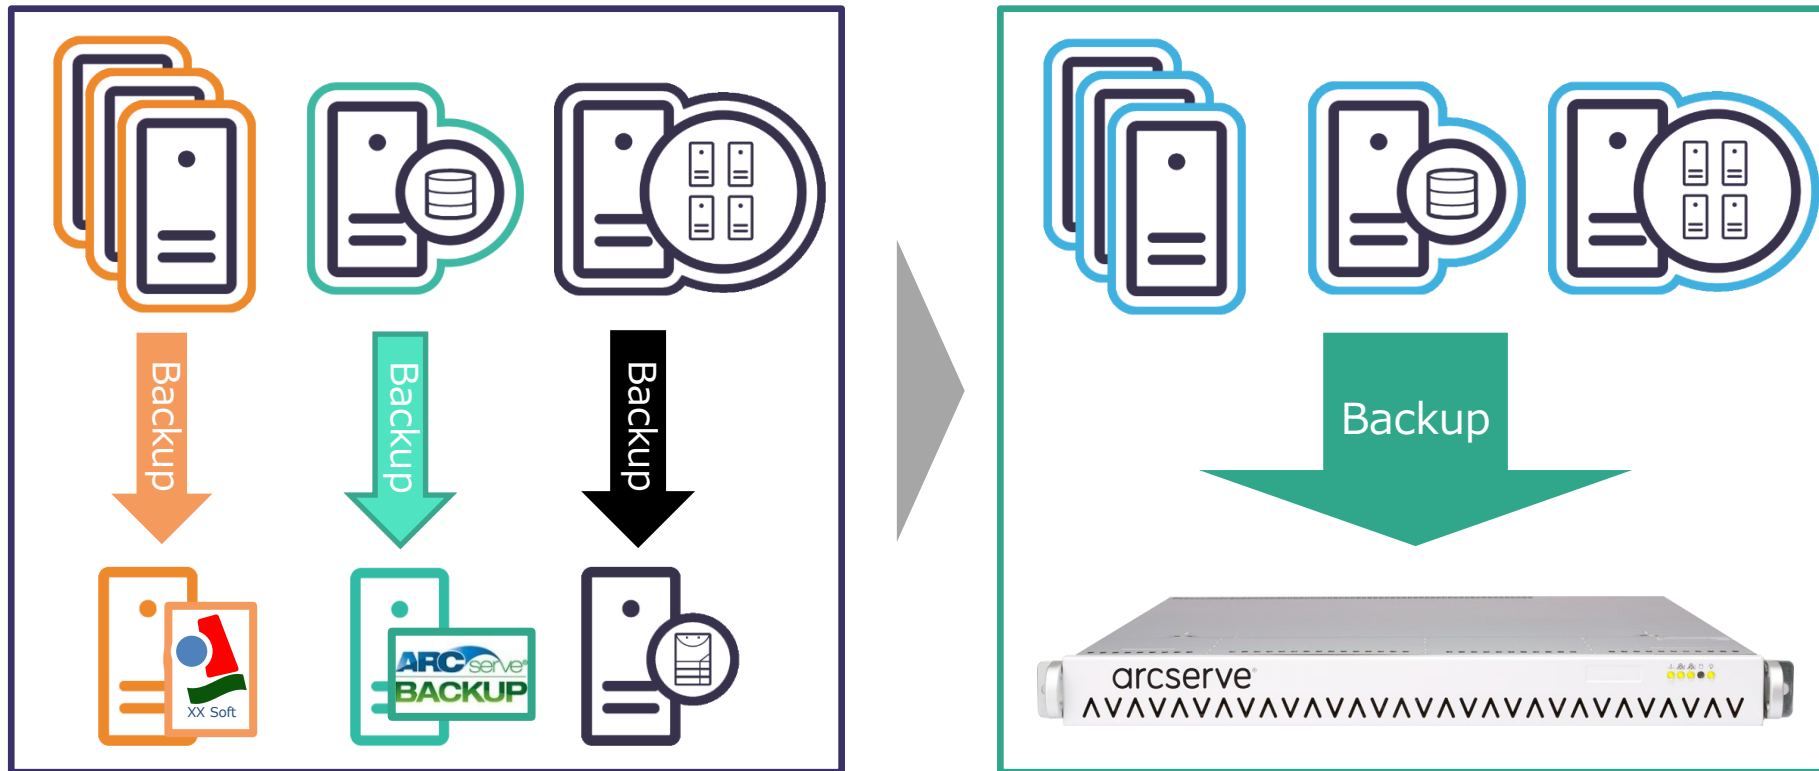 Backup
Backup
Backup
XX Soft
ARCserve®
BACKUP
Backup
arcserve®